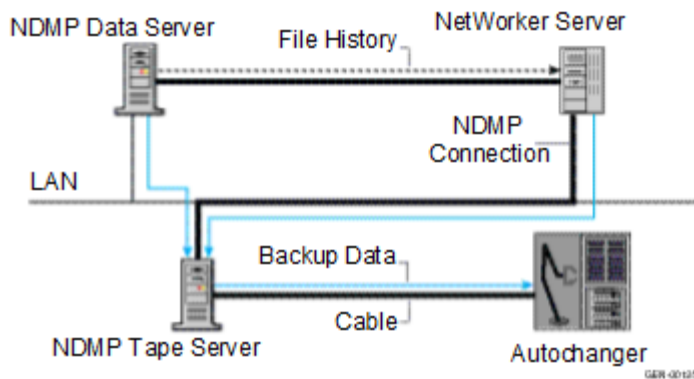 NDMP Data Server
File History
NetWorker Server
NDMP
Connection
LAN
Backup Data
Cable
NDMP Tape Server
Autochanger